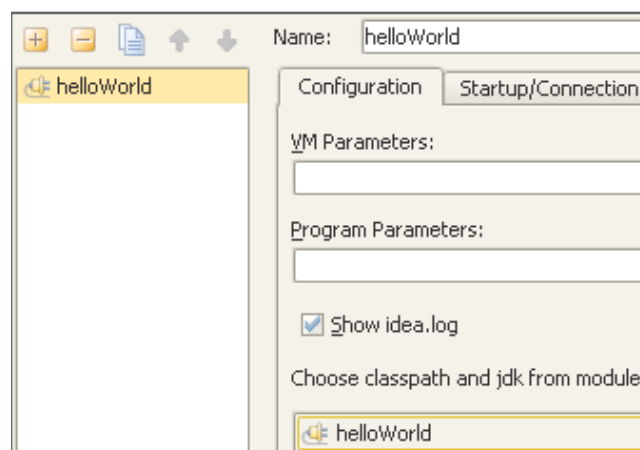 Name: helloWorld
helloWorld
Configuration Startup/Connection
VM Parameters:
Program Parameters:
Show idea.log
Choose classpath and jdk from module
helloWorld